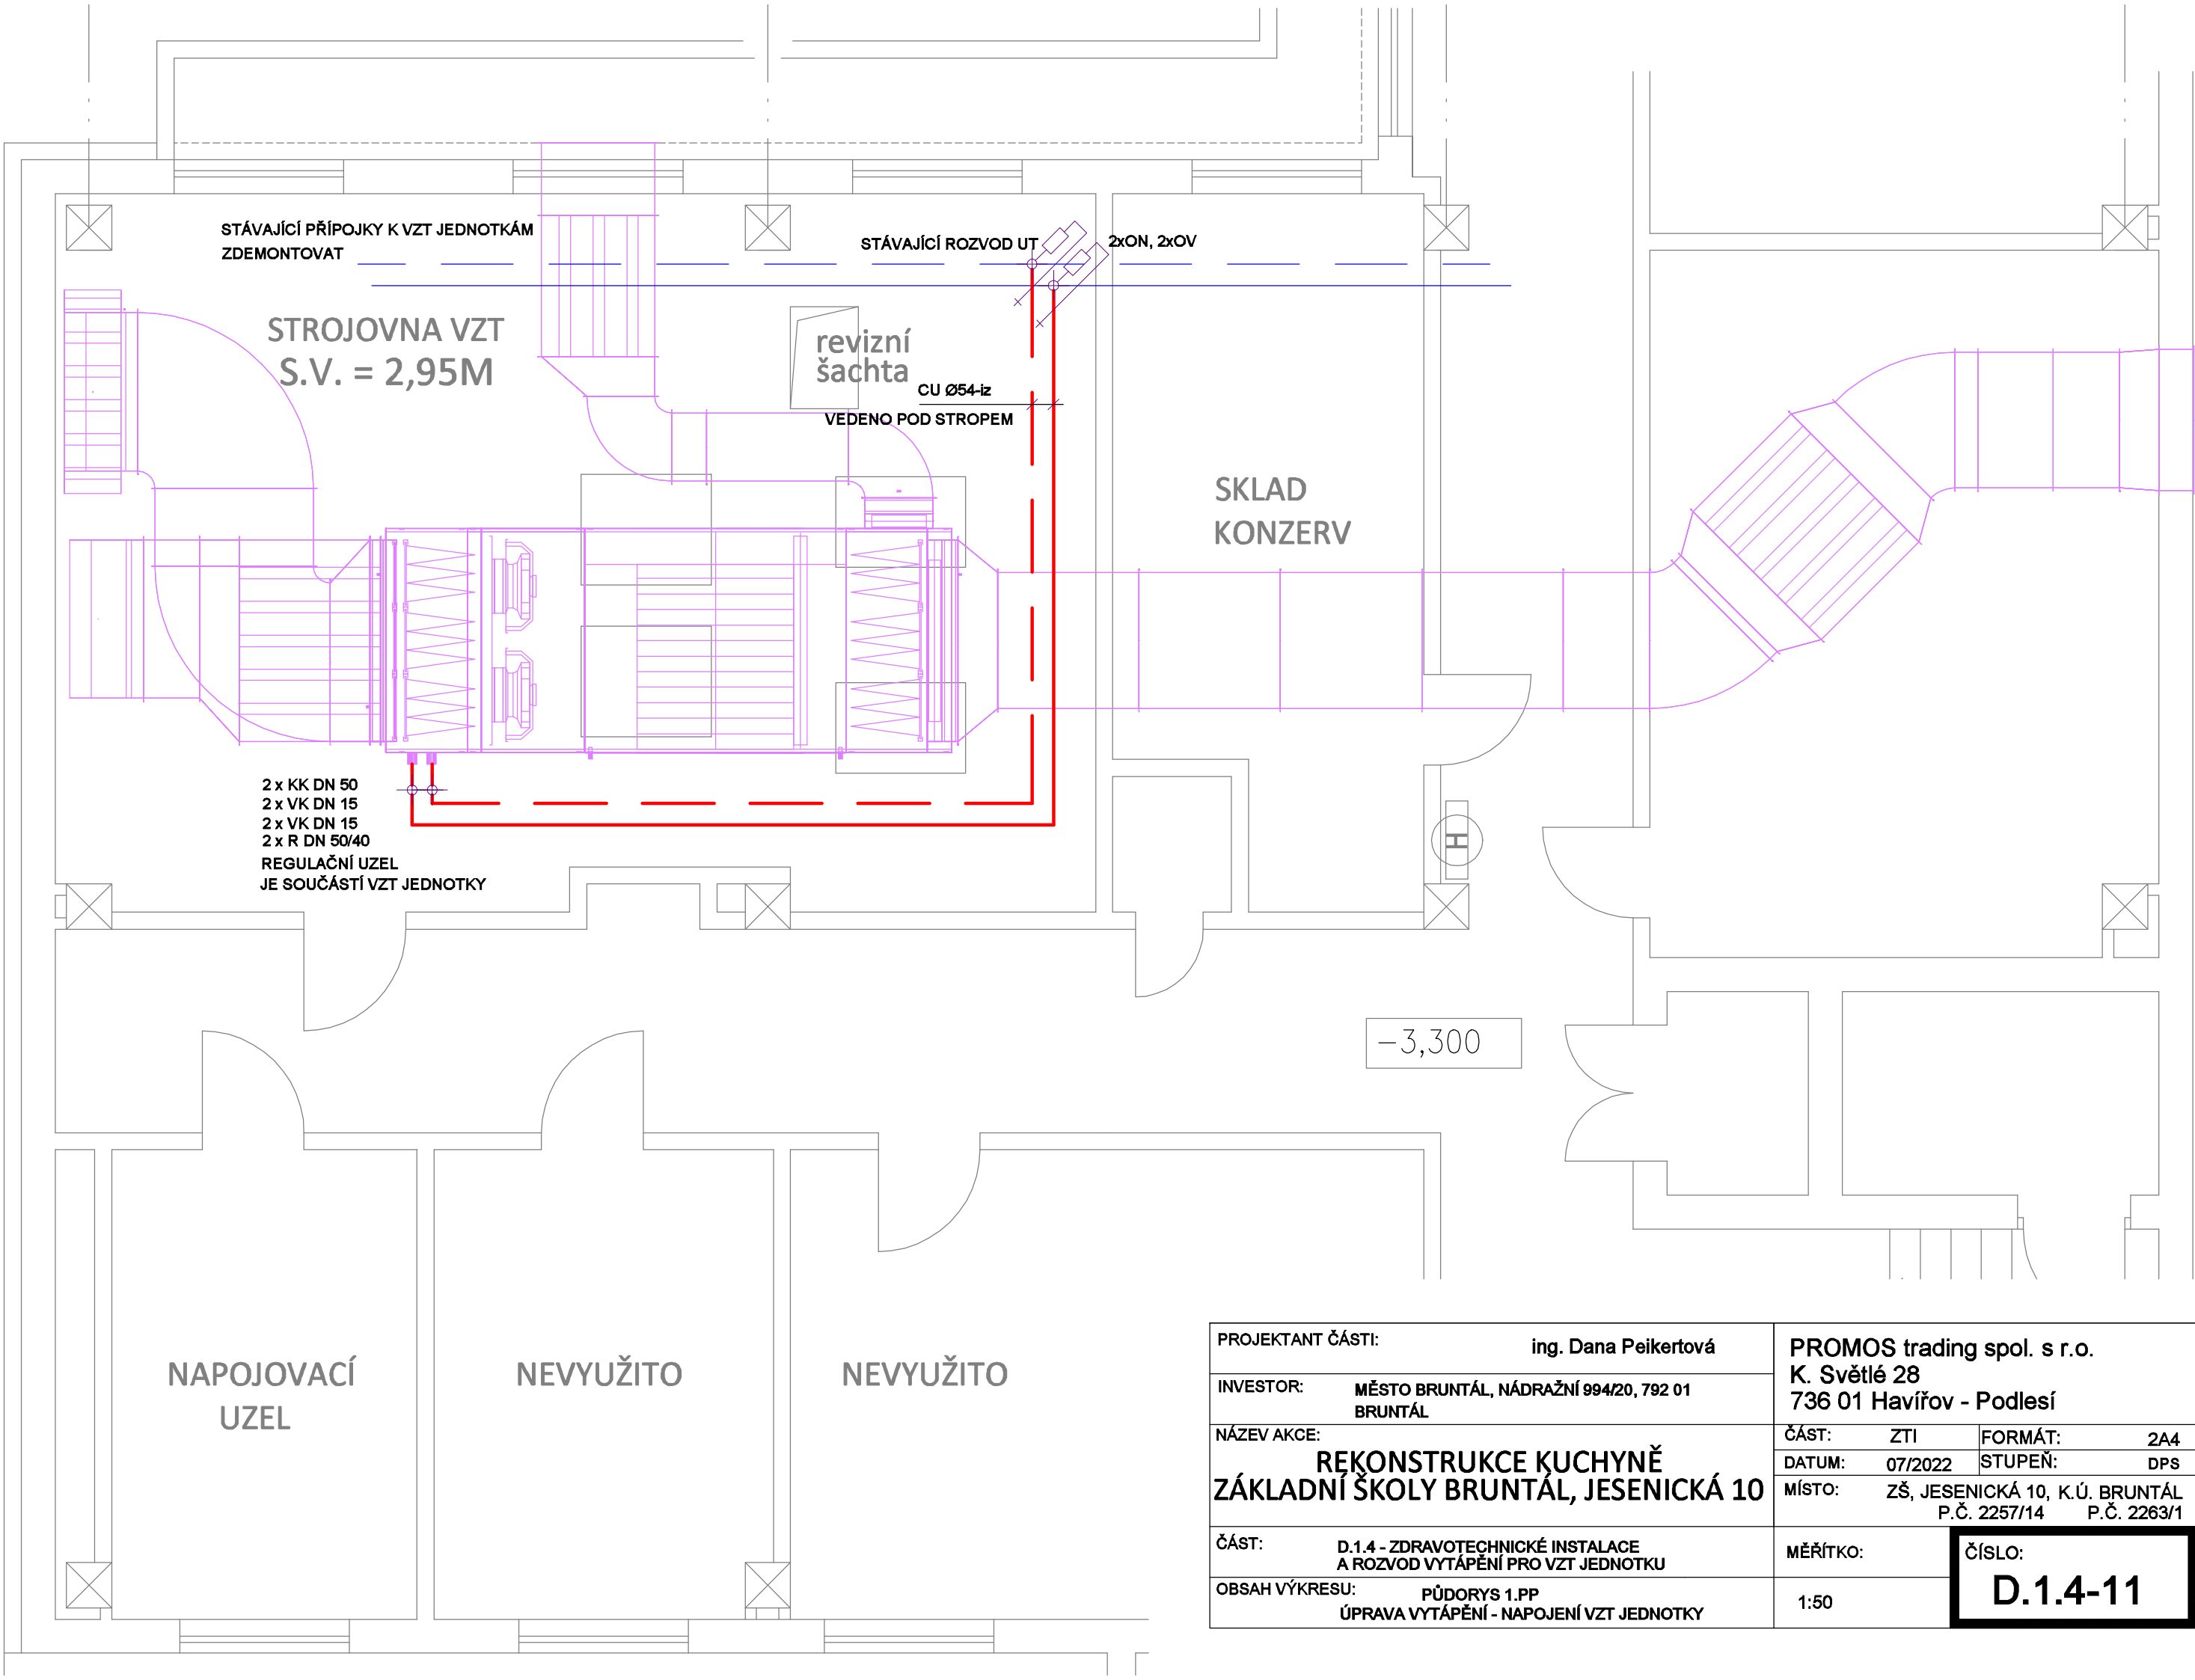 STÁVAJÍCÍ PŘÍPOJKY K VZT JEDNOTKÁM
ZDEMONTOVAT
STÁVAJÍCÍ ROZVOD UT
2xON, 2xOV
STROJOVNA VZT
S.V. = 2,95M
revizní
šachta
CU Ø54-iz
VEDENO POD STROPEM
SKLAD
KONZERV
2 x KK DN 50
2 x VK DN 15
2 x VK DN 15
2 x R DN 50/40
REGULAČNÍ UZEL
JE SOUČÁSTÍ VZT JEDNOTKY
H
−3,300
NAPOJOVACÍ
UZEL
NEVYUŽITO
NEVYUŽITO
PROJEKTANT ČÁSTI: ing. Dana Peikertová
INVESTOR: MĚSTO BRUNTÁL, NÁDRAŽNÍ 994/20, 792 01
BRUNTÁL
NÁZEV AKCE:
REKONSTRUKCE KUCHYNĚ
ZÁKLADNÍ ŠKOLY BRUNTÁL, JESENICKÁ 10
ČÁST: D.1.4 - ZDRAVOTECHNICKÉ INSTALACE
A ROZVOD VYTÁPĚNÍ PRO VZT JEDNOTKU
OBSAH VÝKRESU: PŮDORYS 1.PP
ÚPRAVA VYTÁPĚNÍ - NAPOJENÍ VZT JEDNOTKY
PROMOS trading spol. s r.o.
K. Světlé 28
736 01 Havířov - Podlesí
ČÁST: ZTI FORMÁT: 2A4
DATUM: 07/2022 STUPEŇ: DPS
MÍSTO: ZŠ, JESENICKÁ 10, K.Ú. BRUNTÁL
P.Č. 2257/14 P.Č. 2263/1
MĚŘÍTKO:
1:50
ČÍSLO:
D.1.4-11